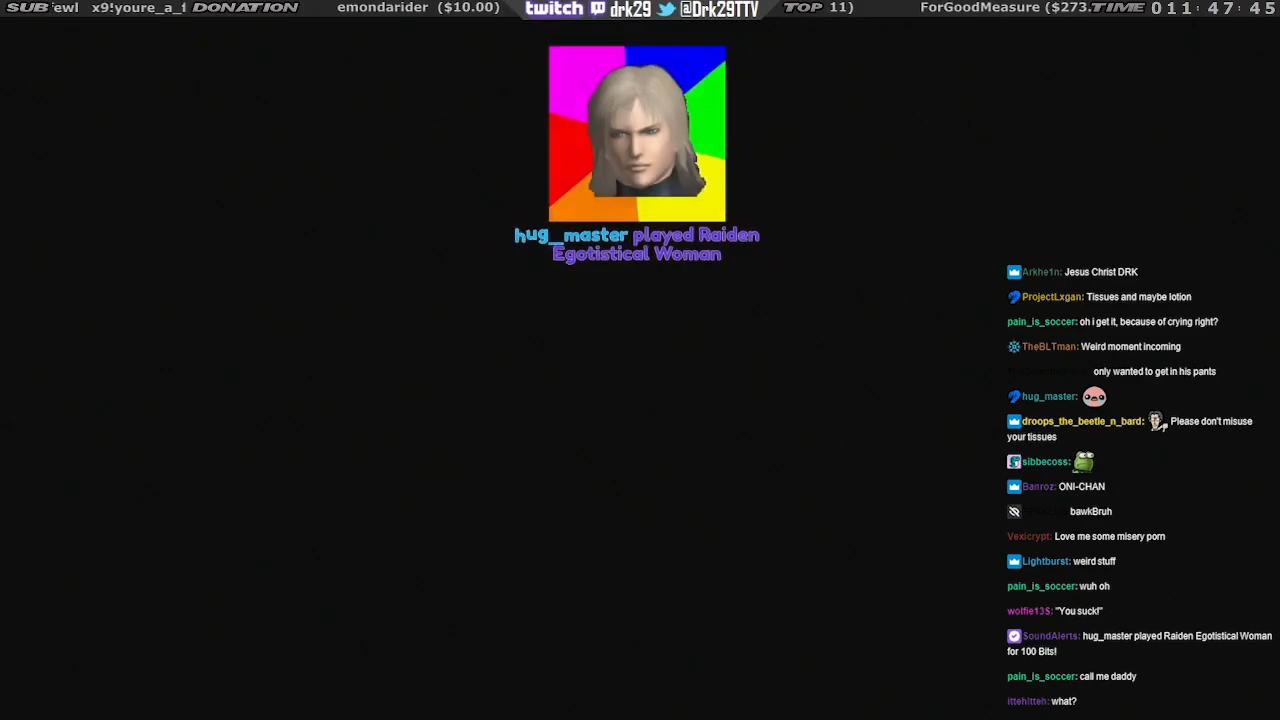 SUB
ewl x9!youre_a_f
DONATION
emondarider ($10.00)
twitch drk29 @Drk29TTV
TOP
11) ForGoodMeasure ($273.
TIME 011:47:45
hug_master played Raiden
Egotistical Woman
Arkhe1n: Jesus Christ DRK
ProjectLxgan: Tissues and maybe lotion
pain_is_soccer: oh i get it, because of crying right?
TheBLTman: Weird moment incoming
only wanted to get in his pants
hug_master:
droops_the_beetle_n_bard: Please don't misuse
your tissues
sibbecoss:
Banroz: ONI-CHAN
bawkBruh
Vexicrypt: Love me some misery porn
Lightburst: weird stuff
pain_is_soccer: wuh oh
wolfie13S: "You suck!"
SoundAlerts: hug_master played Raiden Egotistical Woman
for 100 Bits!
pain_is_soccer: call me daddy
ittehitteh: what?